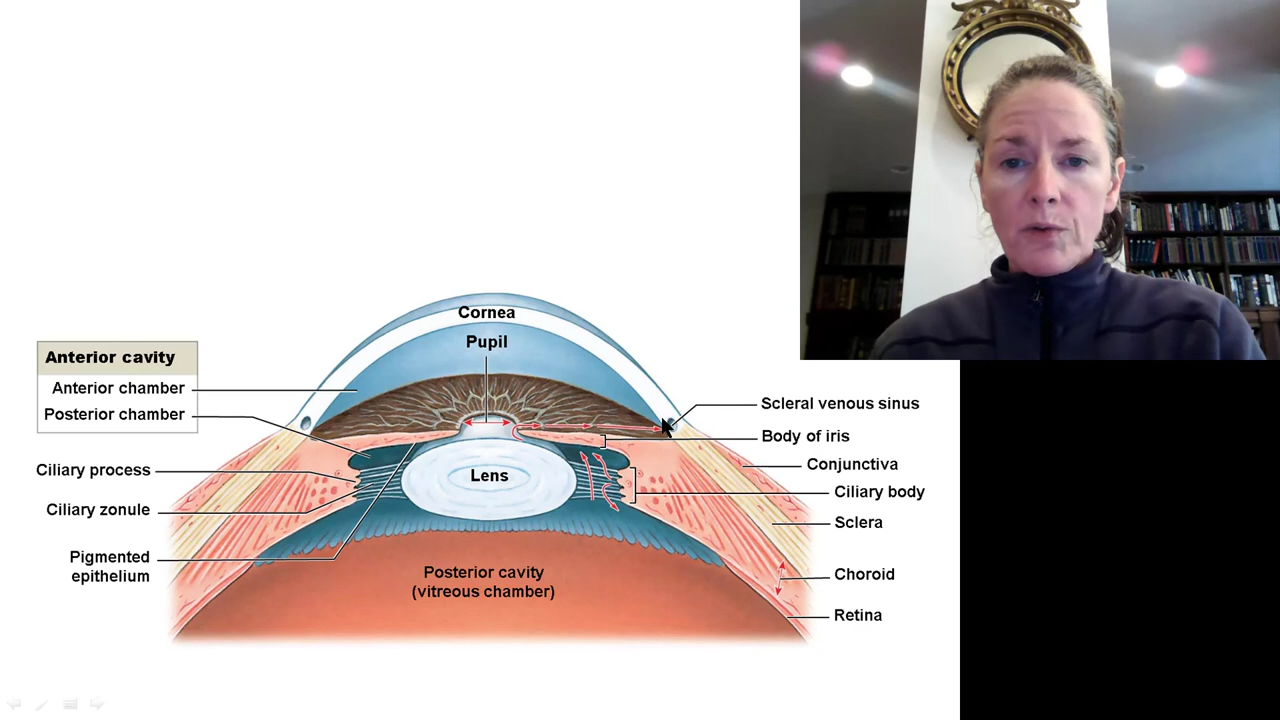 Cornea
Pupil
Anterior cavity
Anterior chamber
Posterior chamber
Ciliary process
Ciliary zonule
Pigmented
epithelium
Lens
Posterior cavity
(vitreous chamber)
Scleral venous sinus
Body of iris
Conjunctiva
Ciliary body
Sclera
Choroid
Retina